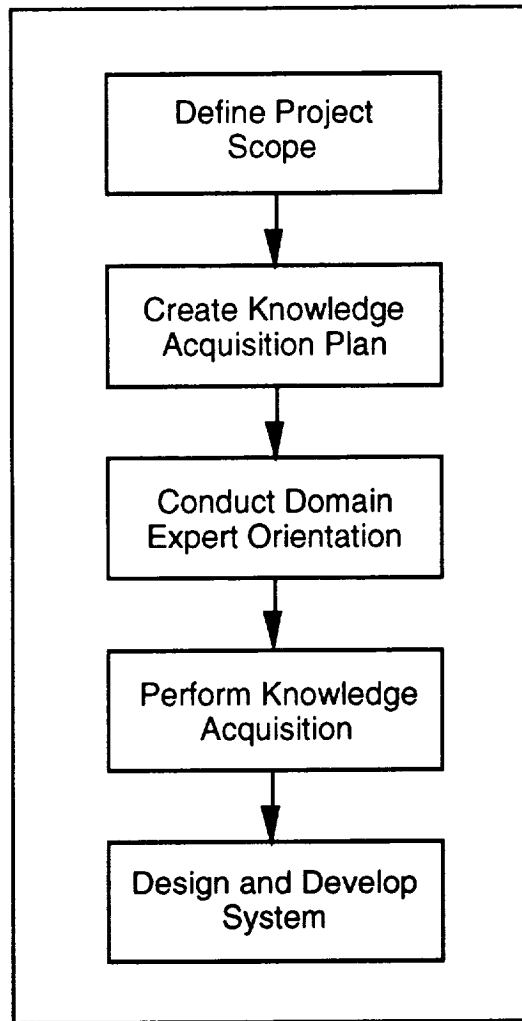 Define Project
Scope
Create Knowledge
Acquisition Plan
Conduct Domain
Expert Orientation
Perform Knowledge
Acquisition
Design and Develop
System